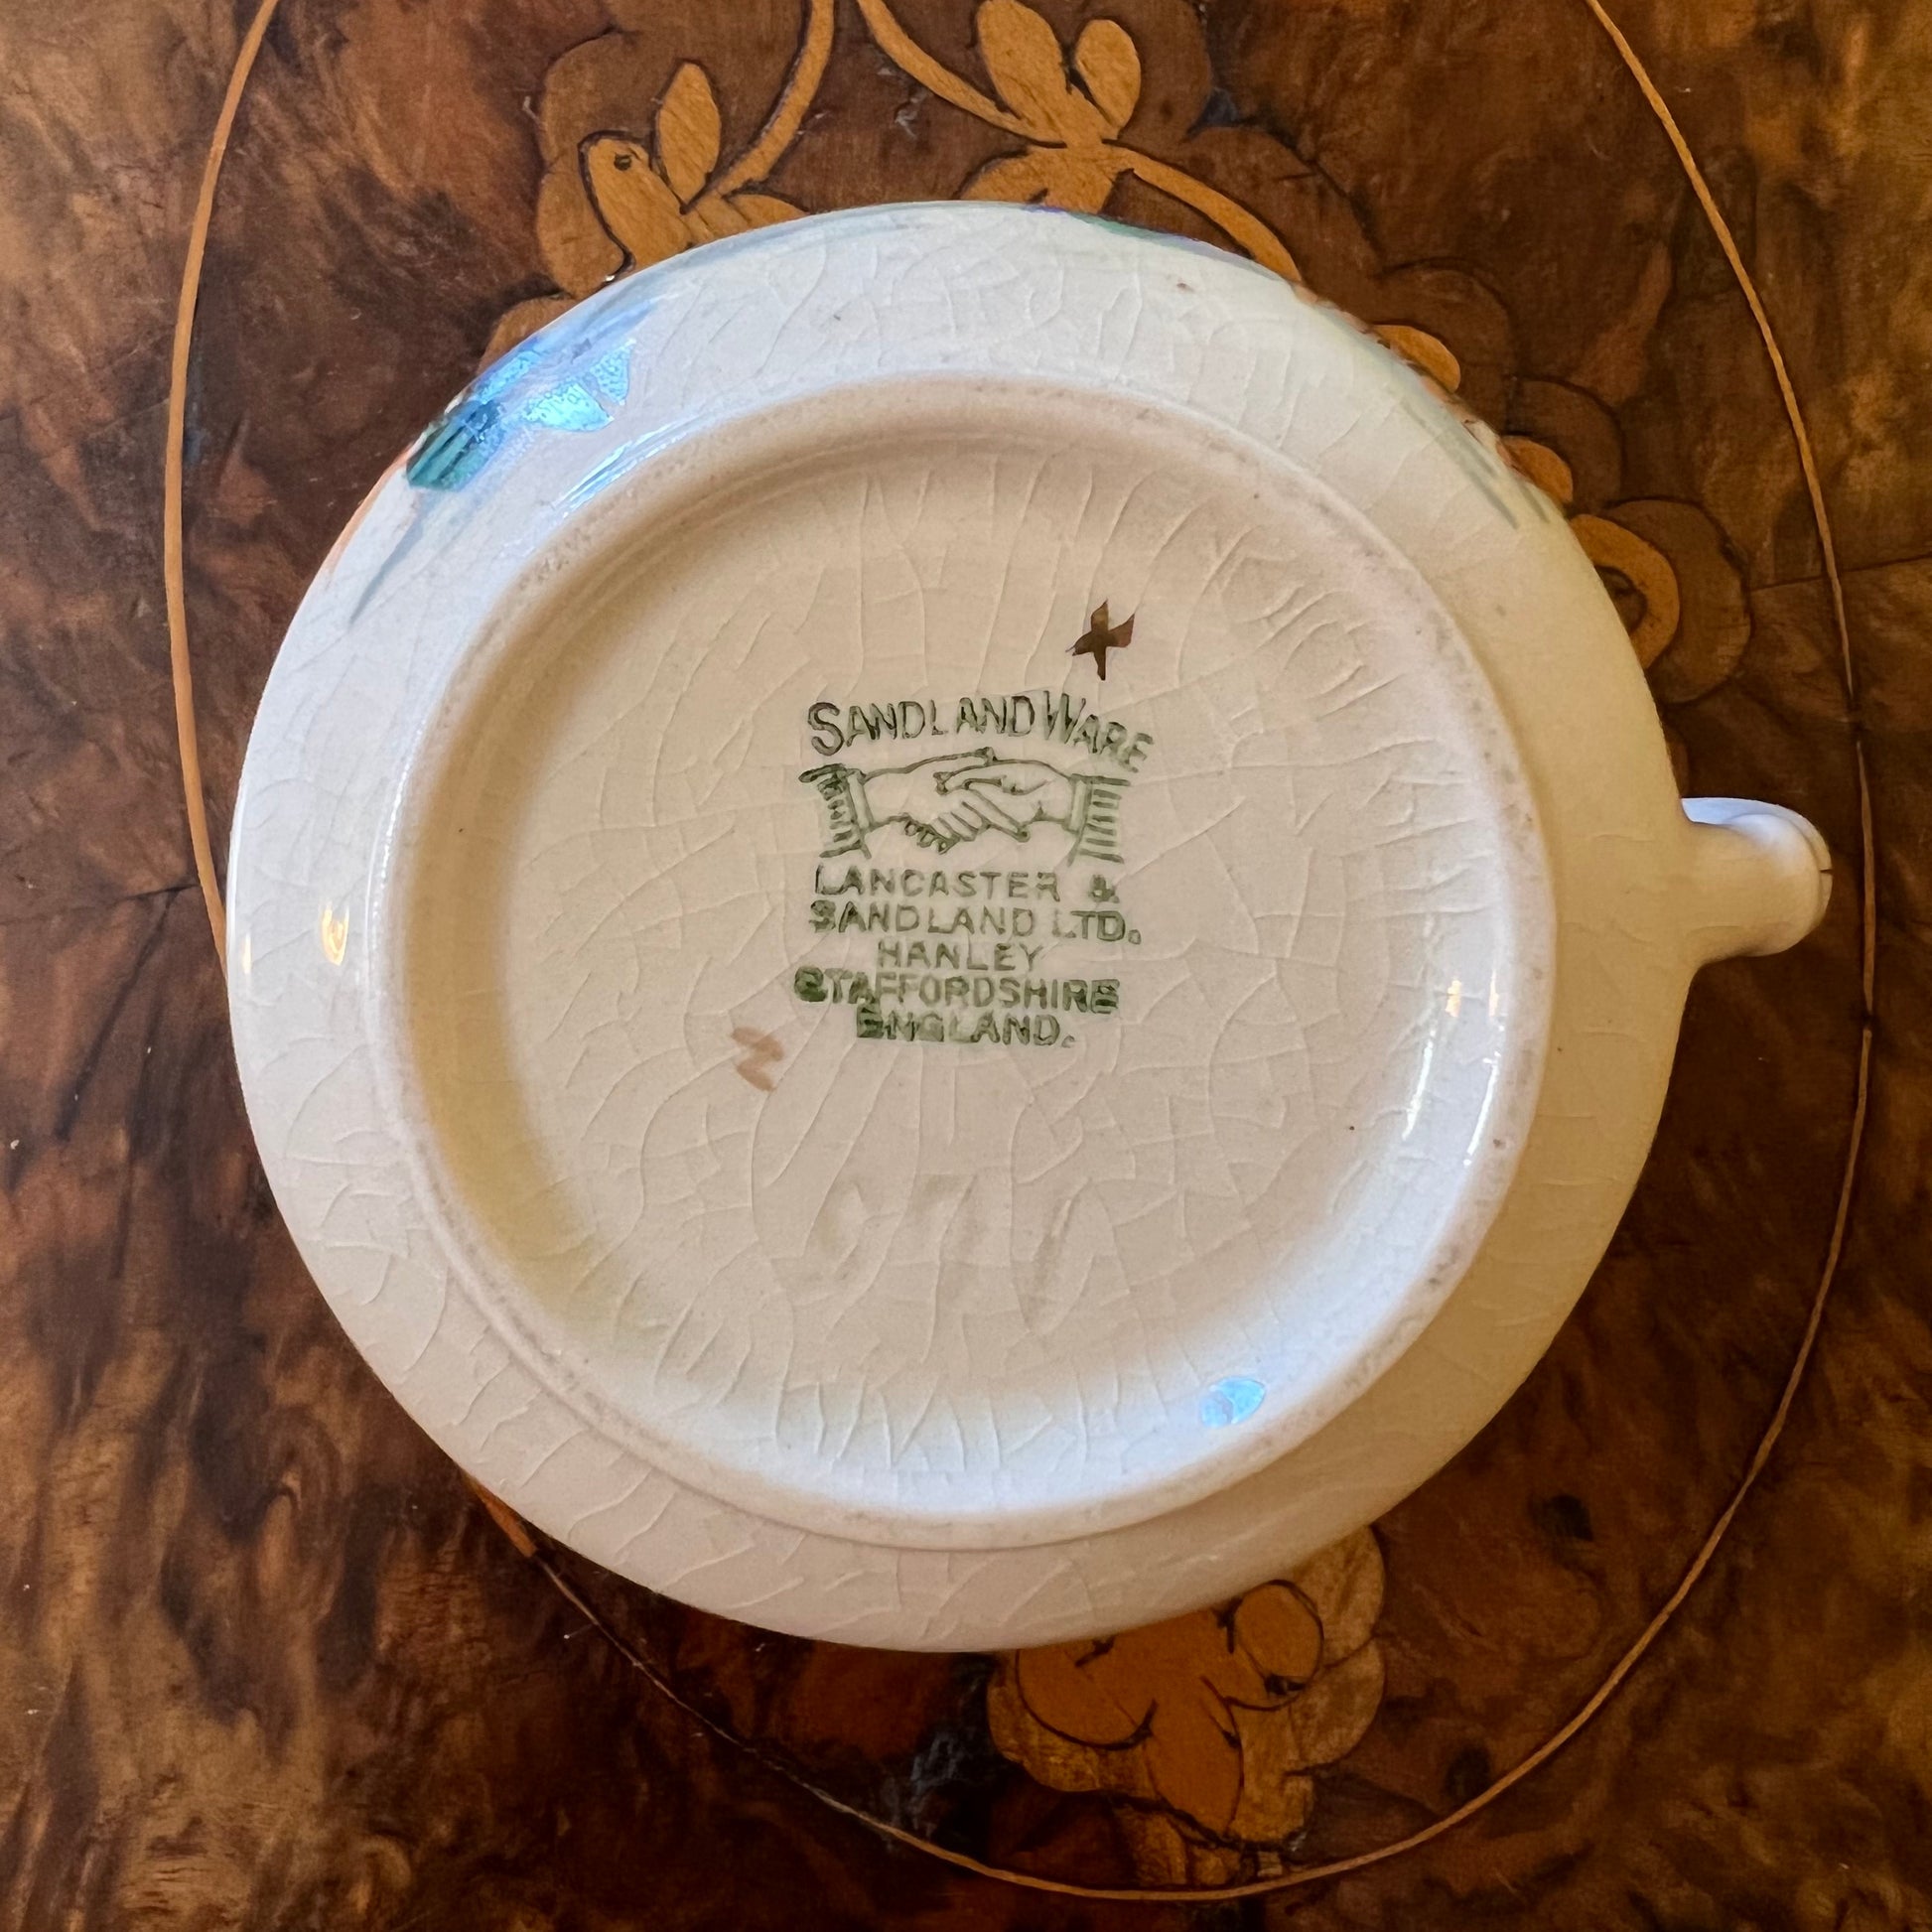 SANDLAND WARE
LANCASTER &
SANDLAND LTD.
HANLEY
STAFFORDSHIRE
ENGLAND.